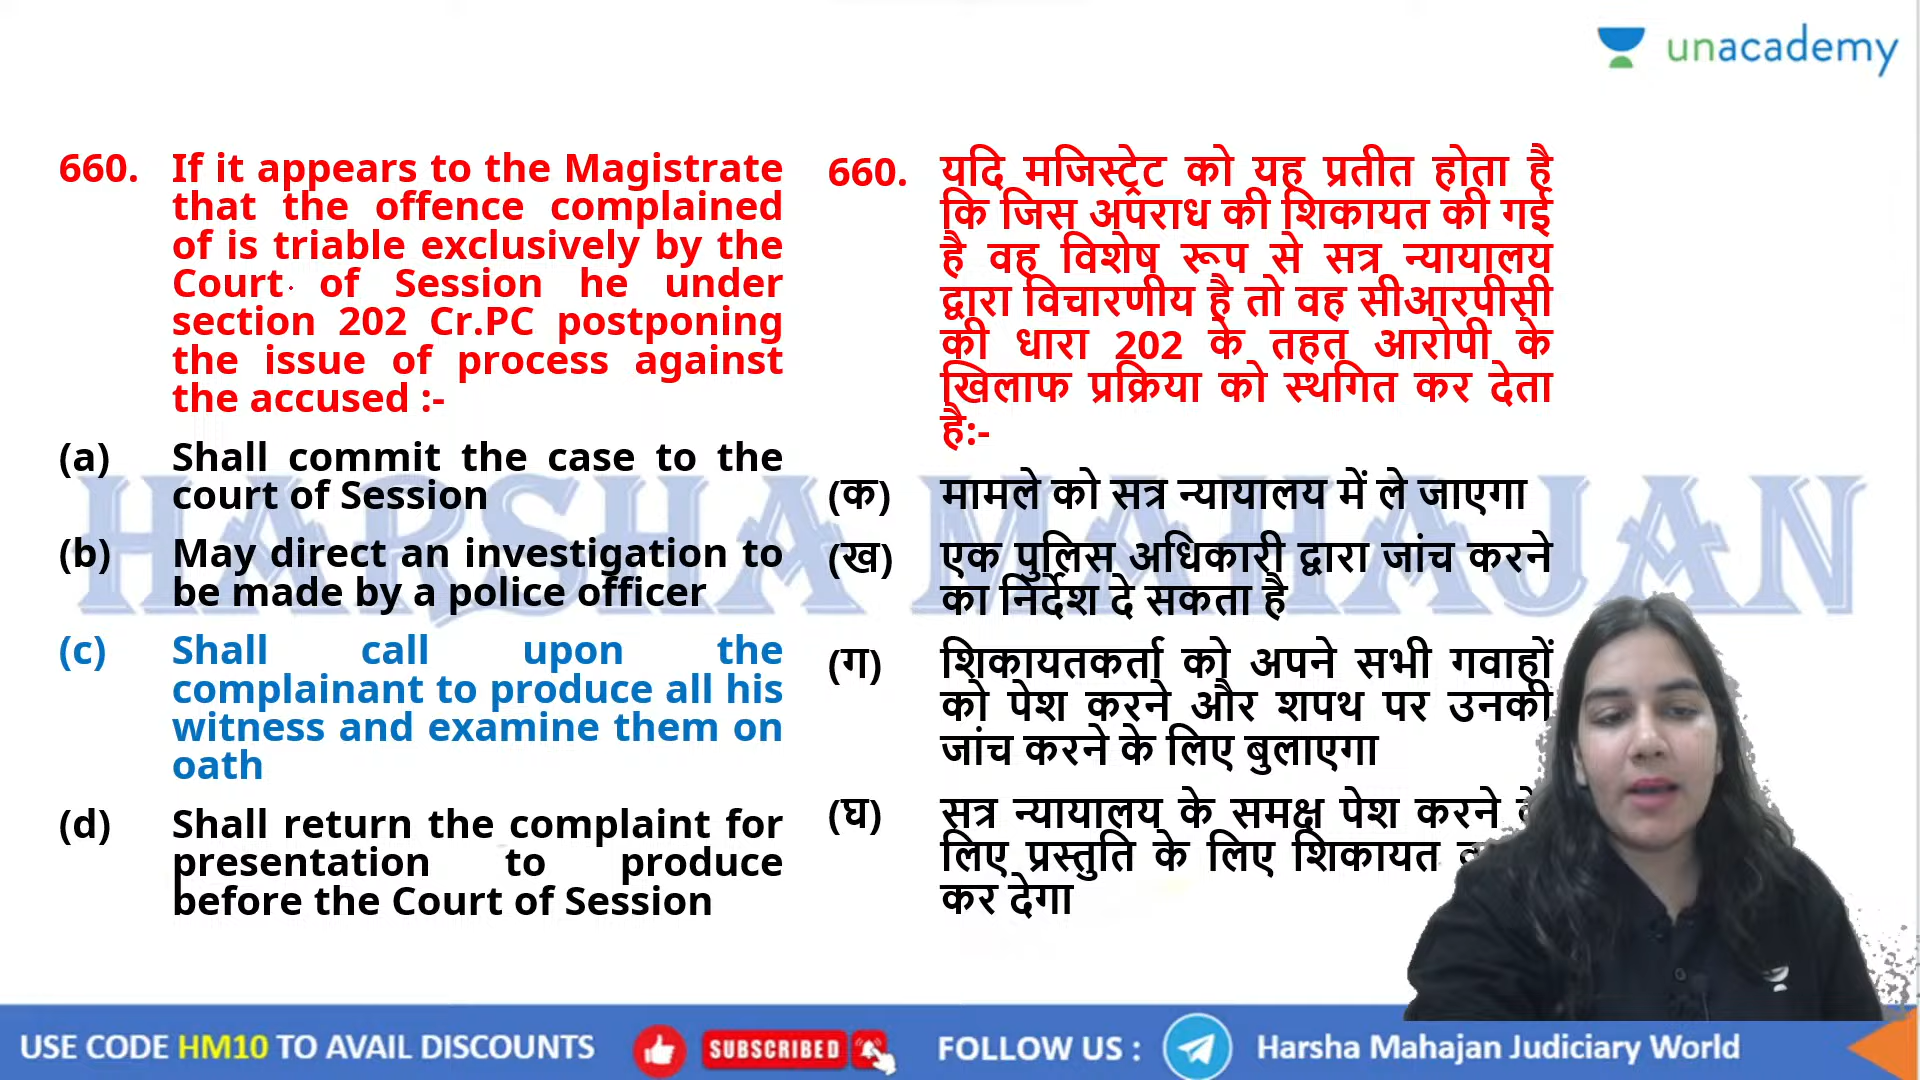 unacademy
660. If it appears to the Magistrate
that the offence complained
of is triable exclusively by the
Court of Session he under
section 202 Cr.PC postponing
the issue of process against
the accused :-
(a) Shall commit the case to the
court of Session
(b) May direct an investigation to
be made by a police officer
(c) Shall call upon the
complainant to produce all his
witness and examine them on
oath
(d) Shall return the complaint for
presentation to produce
before the Court of Session
660. यदि मजिस्ट्रेट को यह प्रतीत होता है
कि जिस अपराध की शिकायत की गई
है वह विशेष रूप से सत्र न्यायालय
द्वारा विचारणीय है तो वह सीआरपीसी
की धारा 202 के तहत आरोपी के
खिलाफ प्रक्रिया को स्थगित कर देता
है:-
(क) मामले को सत्र न्यायालय में ले जाएगा
(ख) एक पुलिस अधिकारी द्वारा जांच करने
का निर्देश दे सकता है
(ग) शिकायतकर्ता को अपने सभी गवाहों
को पेश करने और शपथ पर उनकी
जांच करने के लिए बुलाएगा
(घ) सत्र न्यायालय के समक्ष पेश करने
लिए प्रस्तुति के लिए शिकायत
कर देगा
HARSHA MAHAJAN
USE CODE HM10 TO AVAIL DISCOUNTS
SUBSCRIBED
FOLLOW US :
Harsha Mahajan Judiciary World